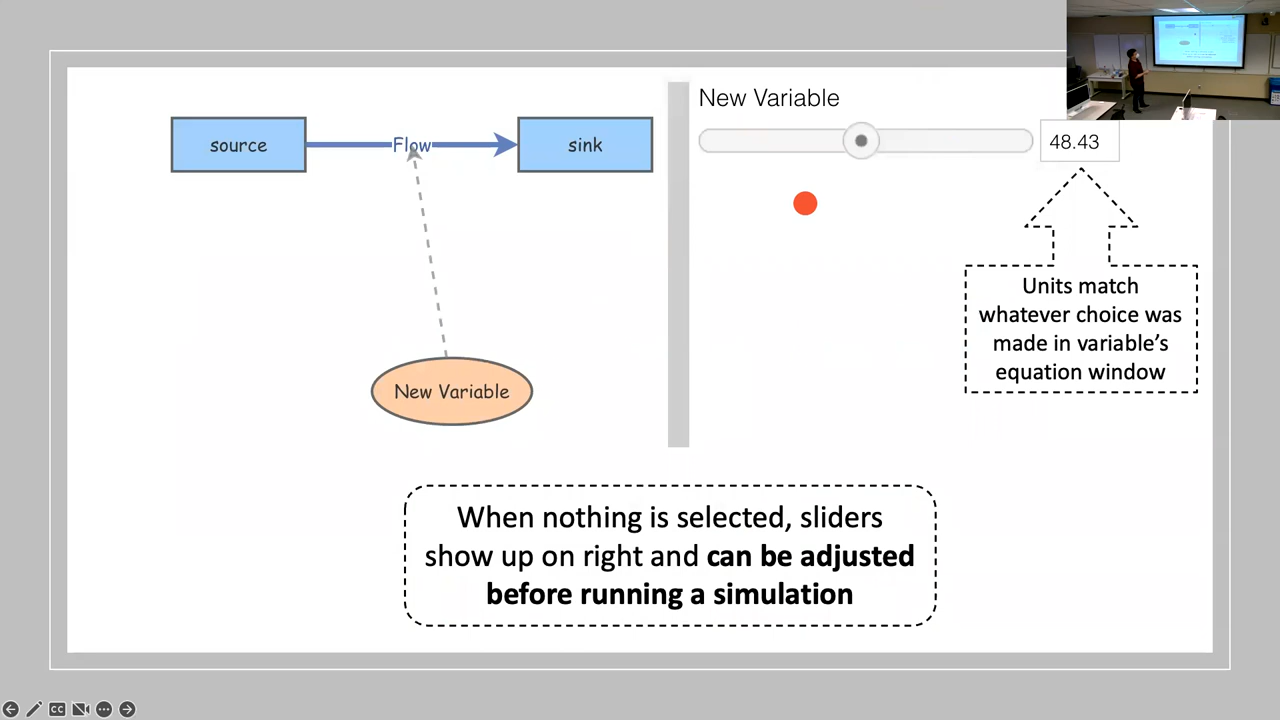 source
Flow
sink
New Variable
New Variable
48.43
Units match
whatever choice was
made in variable’s
equation window
When nothing is selected, sliders
show up on right and can be adjusted
before running a simulation
CC